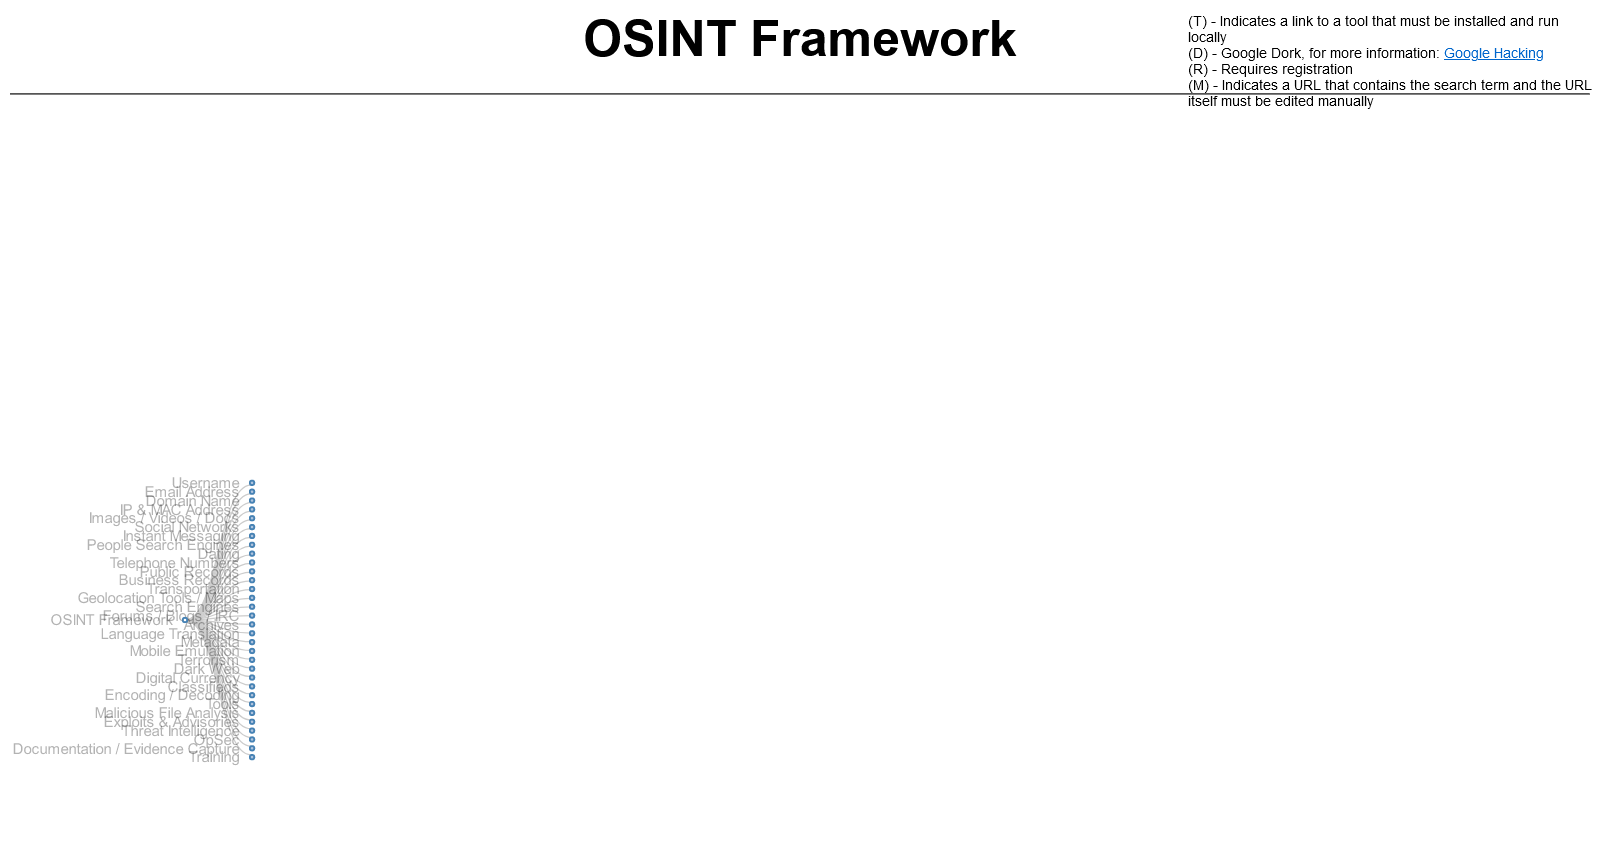 OSINT Framework
(T) - Indicates a link to a tool that must be installed and run
locally
(D) - Google Dork, for more information: Google Hacking
(R) - Requires registration
(M) - Indicates a URL that contains the search term and the URL
itself must be edited manually
Username
Email Address
Domain Name
IP & MAC Address
Images / Videos / Docs
Social Networks
Instant Messaging
People Search Engines
Dating
Telephone Numbers
Public Records
Business Records
Transportation
Geolocation Tools / Maps
Search Engines
Forums / Blogs / IRC
OSINT Framework
Archives
Language Translation
Metadata
Mobile Emulation
Terrorism
Dark Web
Digital Currency
Classifieds
Encoding / Decoding
Tools
Malicious File Analysis
Exploits & Advisories
Threat Intelligence
OpSec
Documentation / Evidence Capture
Training